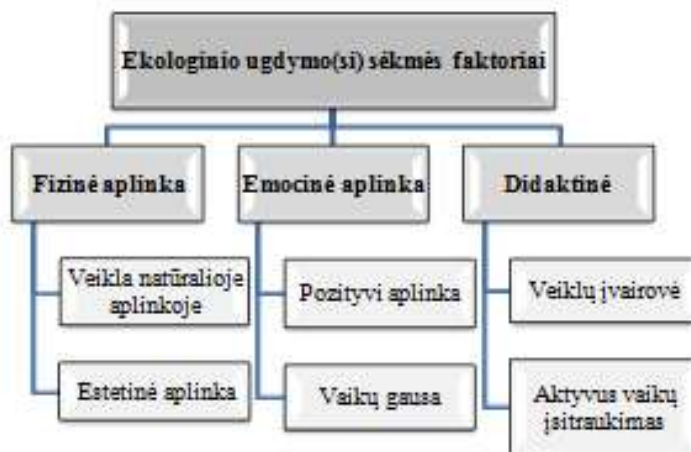 Ekologinio ugdymo(si) sėkmės faktoriai
Fizinė aplinka
Emocinė aplinka
Didaktinė
Veikla natūralioje
aplinkoje
Pozityvi aplinka
Veiklų įvairovė
Estetinė aplinka
Vaikų gausa
Aktyvus vaikų
įsitraukimas